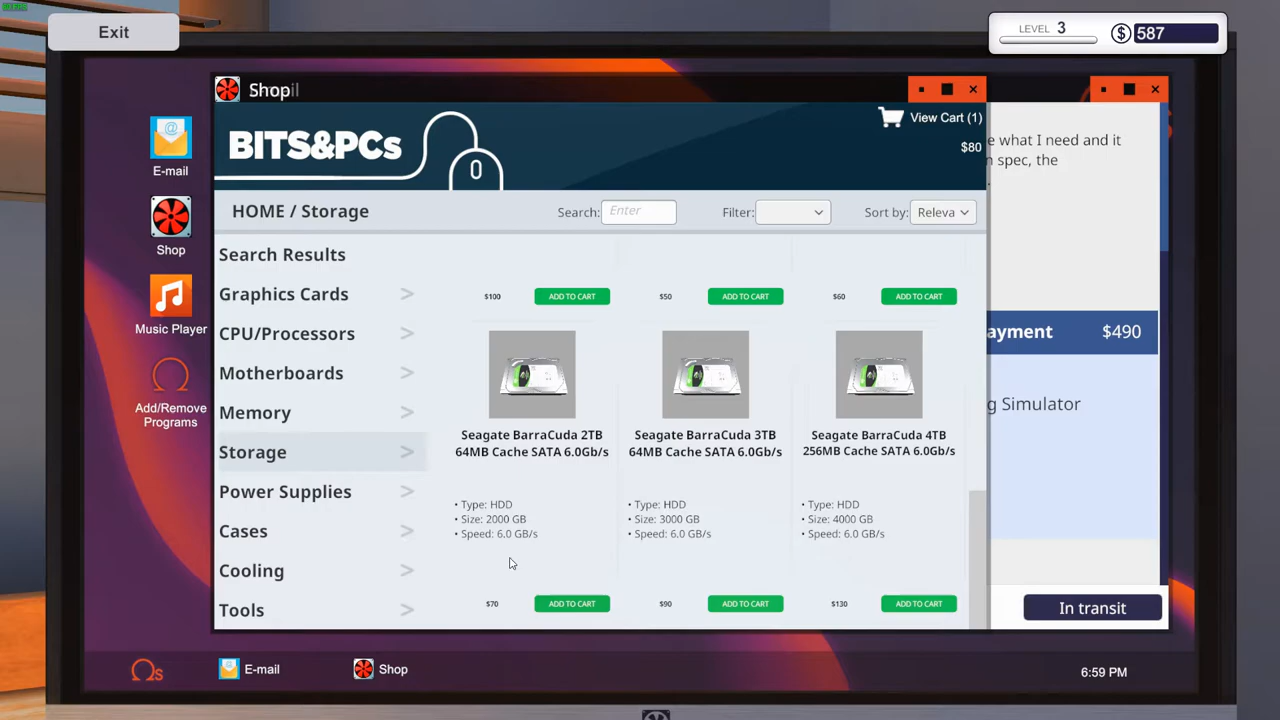 Exit
LEVEL 3
$ 587
Shop
BITS&PCs
View Cart (1)
$80
HOME / Storage
Search: Enter
Filter:
Sort by: Releva
Search Results
Graphics Cards >
CPU/Processors >
Motherboards >
Memory >
Storage >
Power Supplies >
Cases >
Cooling >
Tools >
$100 ADD TO CART
$50 ADD TO CART
$60 ADD TO CART
Seagate BarraCuda 2TB
64MB Cache SATA 6.0Gb/s
• Type: HDD
• Size: 2000 GB
• Speed: 6.0 GB/s
$70 ADD TO CART
Seagate BarraCuda 3TB
64MB Cache SATA 6.0Gb/s
• Type: HDD
• Size: 3000 GB
• Speed: 6.0 GB/s
$90 ADD TO CART
Seagate BarraCuda 4TB
256MB Cache SATA 6.0Gb/s
• Type: HDD
• Size: 4000 GB
• Speed: 6.0 GB/s
$130 ADD TO CART
e what I need and it
spec, the
ayment $490
g Simulator
In transit
E-mail
Shop
Music Player
Add/Remove
Programs
Ωs
E-mail
Shop
6:59 PM